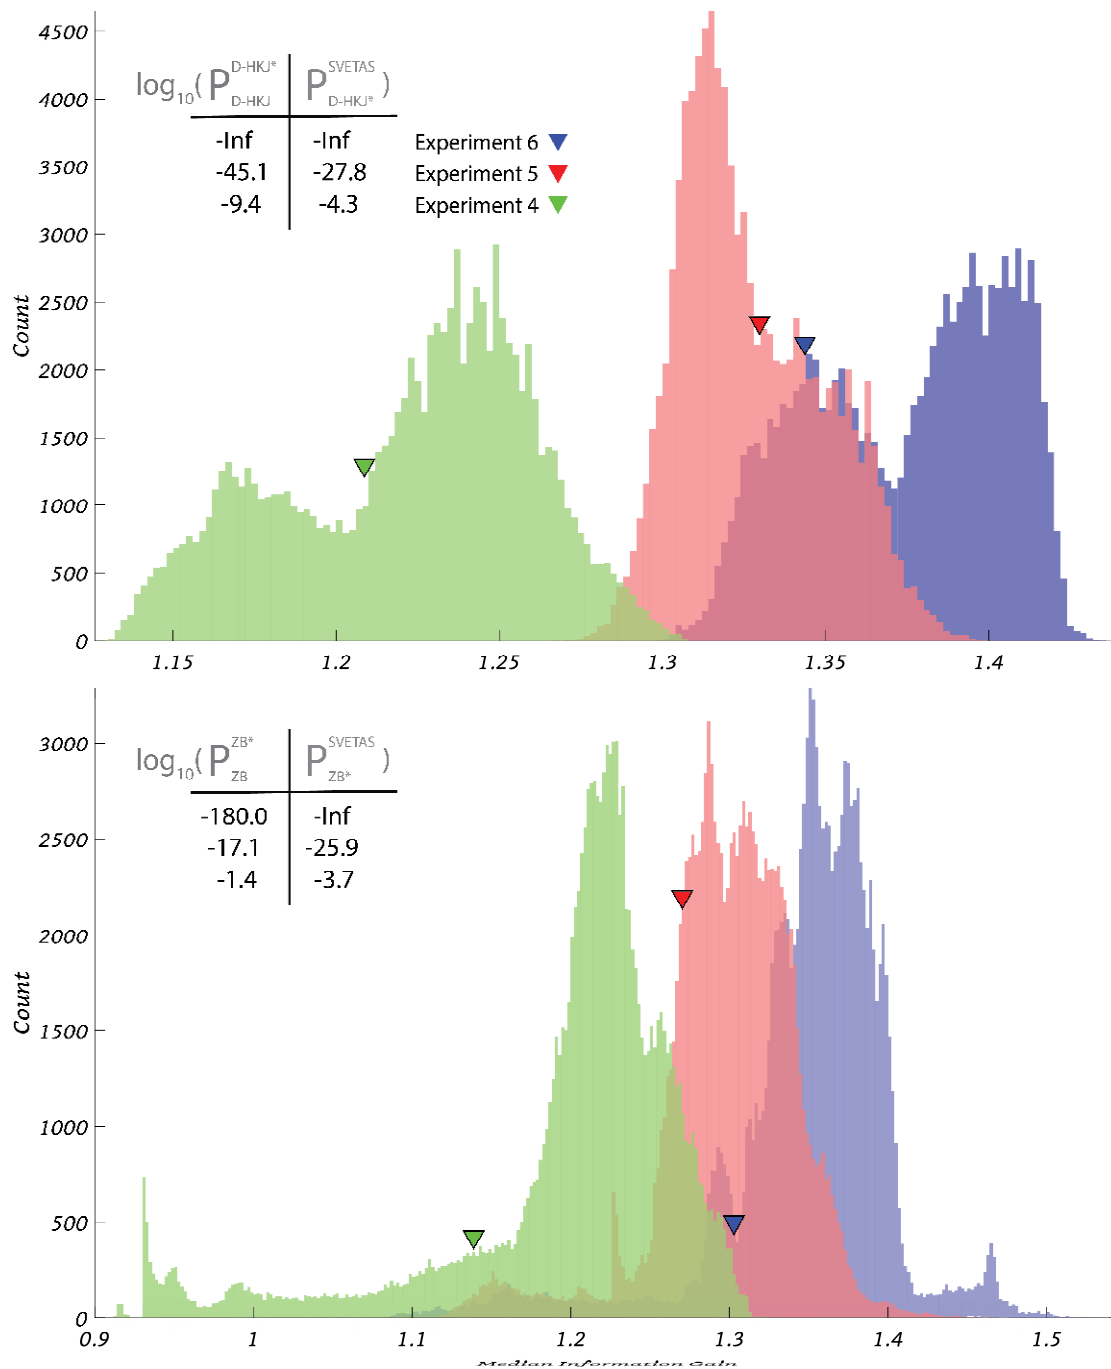 4500
4000
3500
3000
2500
2000
1500
1000
500
0
Count
log10( P D-HKJ* D-HKJ P SVETAS D-HKJ* )
-Inf -Inf
-45.1 -27.8
-9.4 -4.3
Experiment 6
Experiment 5
Experiment 4
1.15 1.2 1.25 1.3 1.35 1.4
3000
2500
2000
1500
1000
500
0
Count
log10( P ZB* ZB P SVETAS ZB* )
-180.0 -Inf
-17.1 -25.9
-1.4 -3.7
0.9 1 1.1 1.2 1.3 1.4 1.5
Median Information Gain